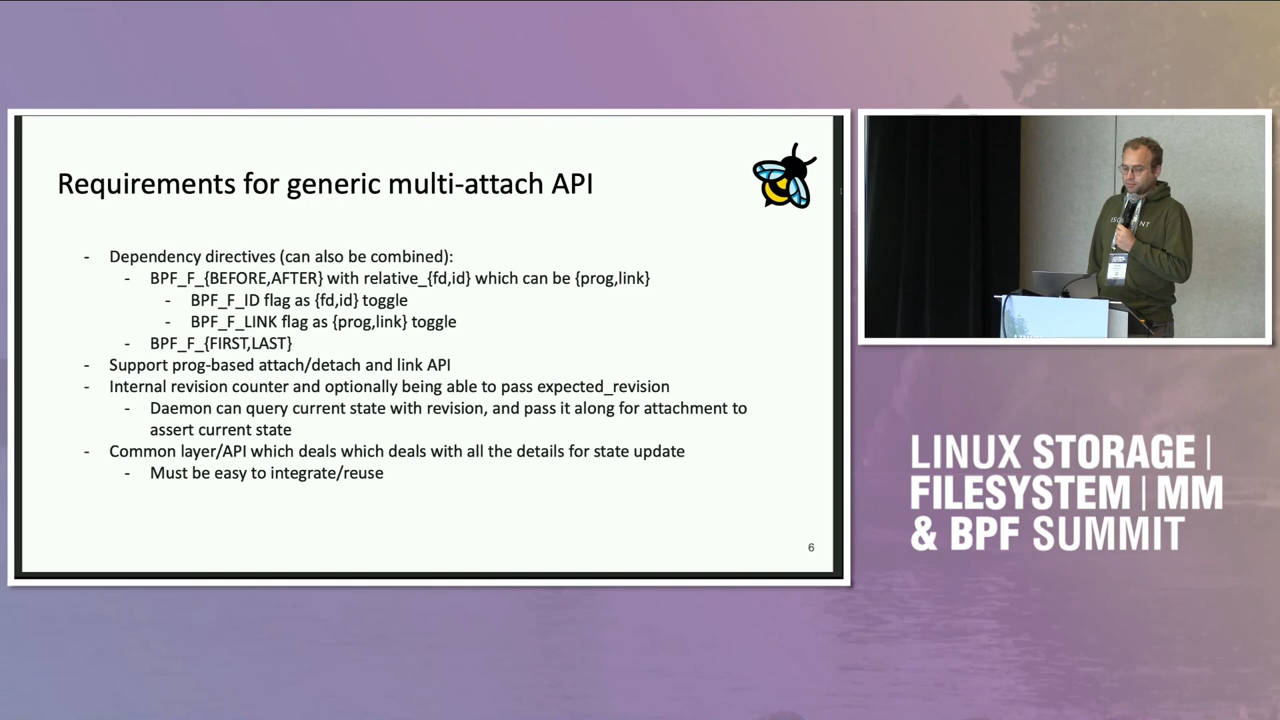 Requirements for generic multi-attach API
- Dependency directives (can also be combined):
- BPF_F_{BEFORE,AFTER} with relative_{fd,id} which can be {prog,link}
- BPF_F_ID flag as {fd,id} toggle
- BPF_F_LINK flag as {prog,link} toggle
- BPF_F_{FIRST,LAST}
- Support prog-based attach/detach and link API
- Internal revision counter and optionally being able to pass expected_revision
- Daemon can query current state with revision, and pass it along for attachment to
assert current state
- Common layer/API which deals which deals with all the details for state update
- Must be easy to integrate/reuse
6
LINUX STORAGE |
FILESYSTEM | MM
& BPF SUMMIT